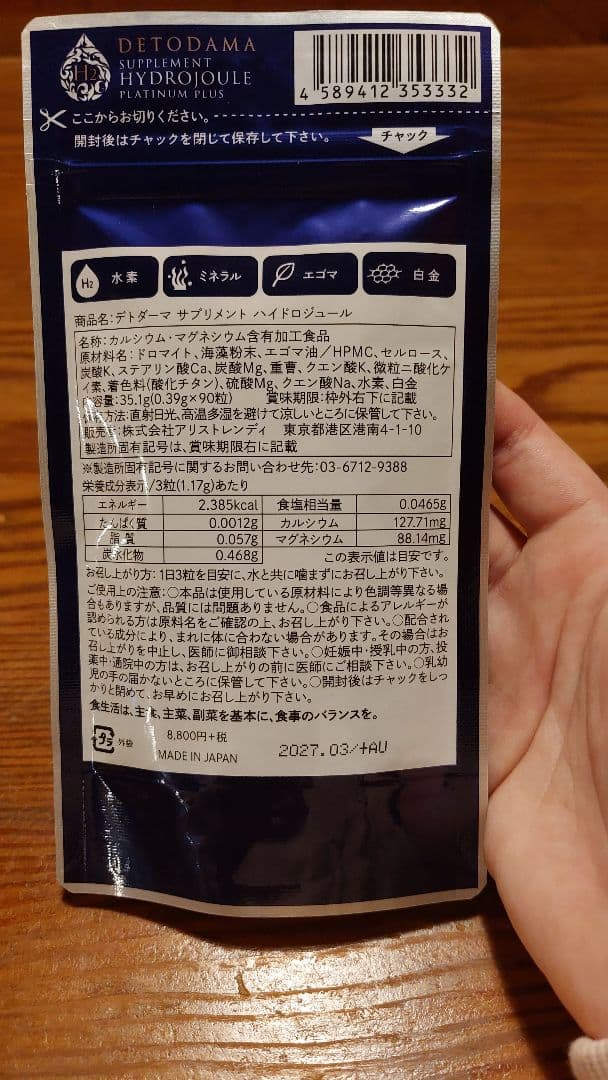 DETODAMA
SUPPLEMENT
HYDROJOULE
PLATINUM PLUS
H2
4 589412 353332
ここからお切りください。
開封後はチャックを閉じて保存して下さい。
チャック
H2 水素
ミネラル
エゴマ
白金
商品名:デトダーマ サプリメント ハイドロジュール
名称:カルシウム・マグネシウム含有加工食品
原材料名:ドロマイト、海藻粉末、エゴマ油/HPMC、セルロース、
炭酸K、ステアリン酸Ca、炭酸Mg、重曹、クエン酸K、微粒二酸化ケ
イ素、着色料(酸化チタン)、硫酸Mg、クエン酸Na、水素、白金
内容量:35.1g(0.39g×90粒) 賞味期限:枠外右下に記載
保存方法:直射日光、高温多湿を避けて涼しいところに保管して下さい。
販売者:株式会社アリストレンディ 東京都港区港南4-1-10
製造所固有記号は、賞味期限右に記載
※製造所固有記号に関するお問い合わせ先:03-6712-9388
栄養成分表示/3粒(1.17g)あたり
エネルギー 2.385kcal 食塩相当量 0.0465g
たんぱく質 0.0012g カルシウム 127.71mg
脂質 0.057g マグネシウム 88.14mg
炭水化物 0.468g この表示値は目安です。
お召し上がり方:1日3粒を目安に、水と共に噛まずにお召し上がり下さい。
ご使用上の注意:○本品は使用している原材料により色調等異なる場
合もありますが、品質には問題ありません。○食品によるアレルギーが
認められる方は原料名をご確認の上、お召し上がり下さい。○配合され
ている成分により、まれに体に合わない場合があります。その場合はお
召し上がりを中止し、医師に御相談下さい。○妊娠中・授乳中の方、投
薬中・通院中の方は、お召し上がりの前に医師にご相談下さい。○乳幼
児の手の届かないところに保管して下さい。○開封後はチャックをしっ
かりと閉めて、お早めにお召し上がり下さい。
食生活は、主食、主菜、副菜を基本に、食事のバランスを。
プラ 外袋
8,800円+税
MADE IN JAPAN
2027.03/+AU